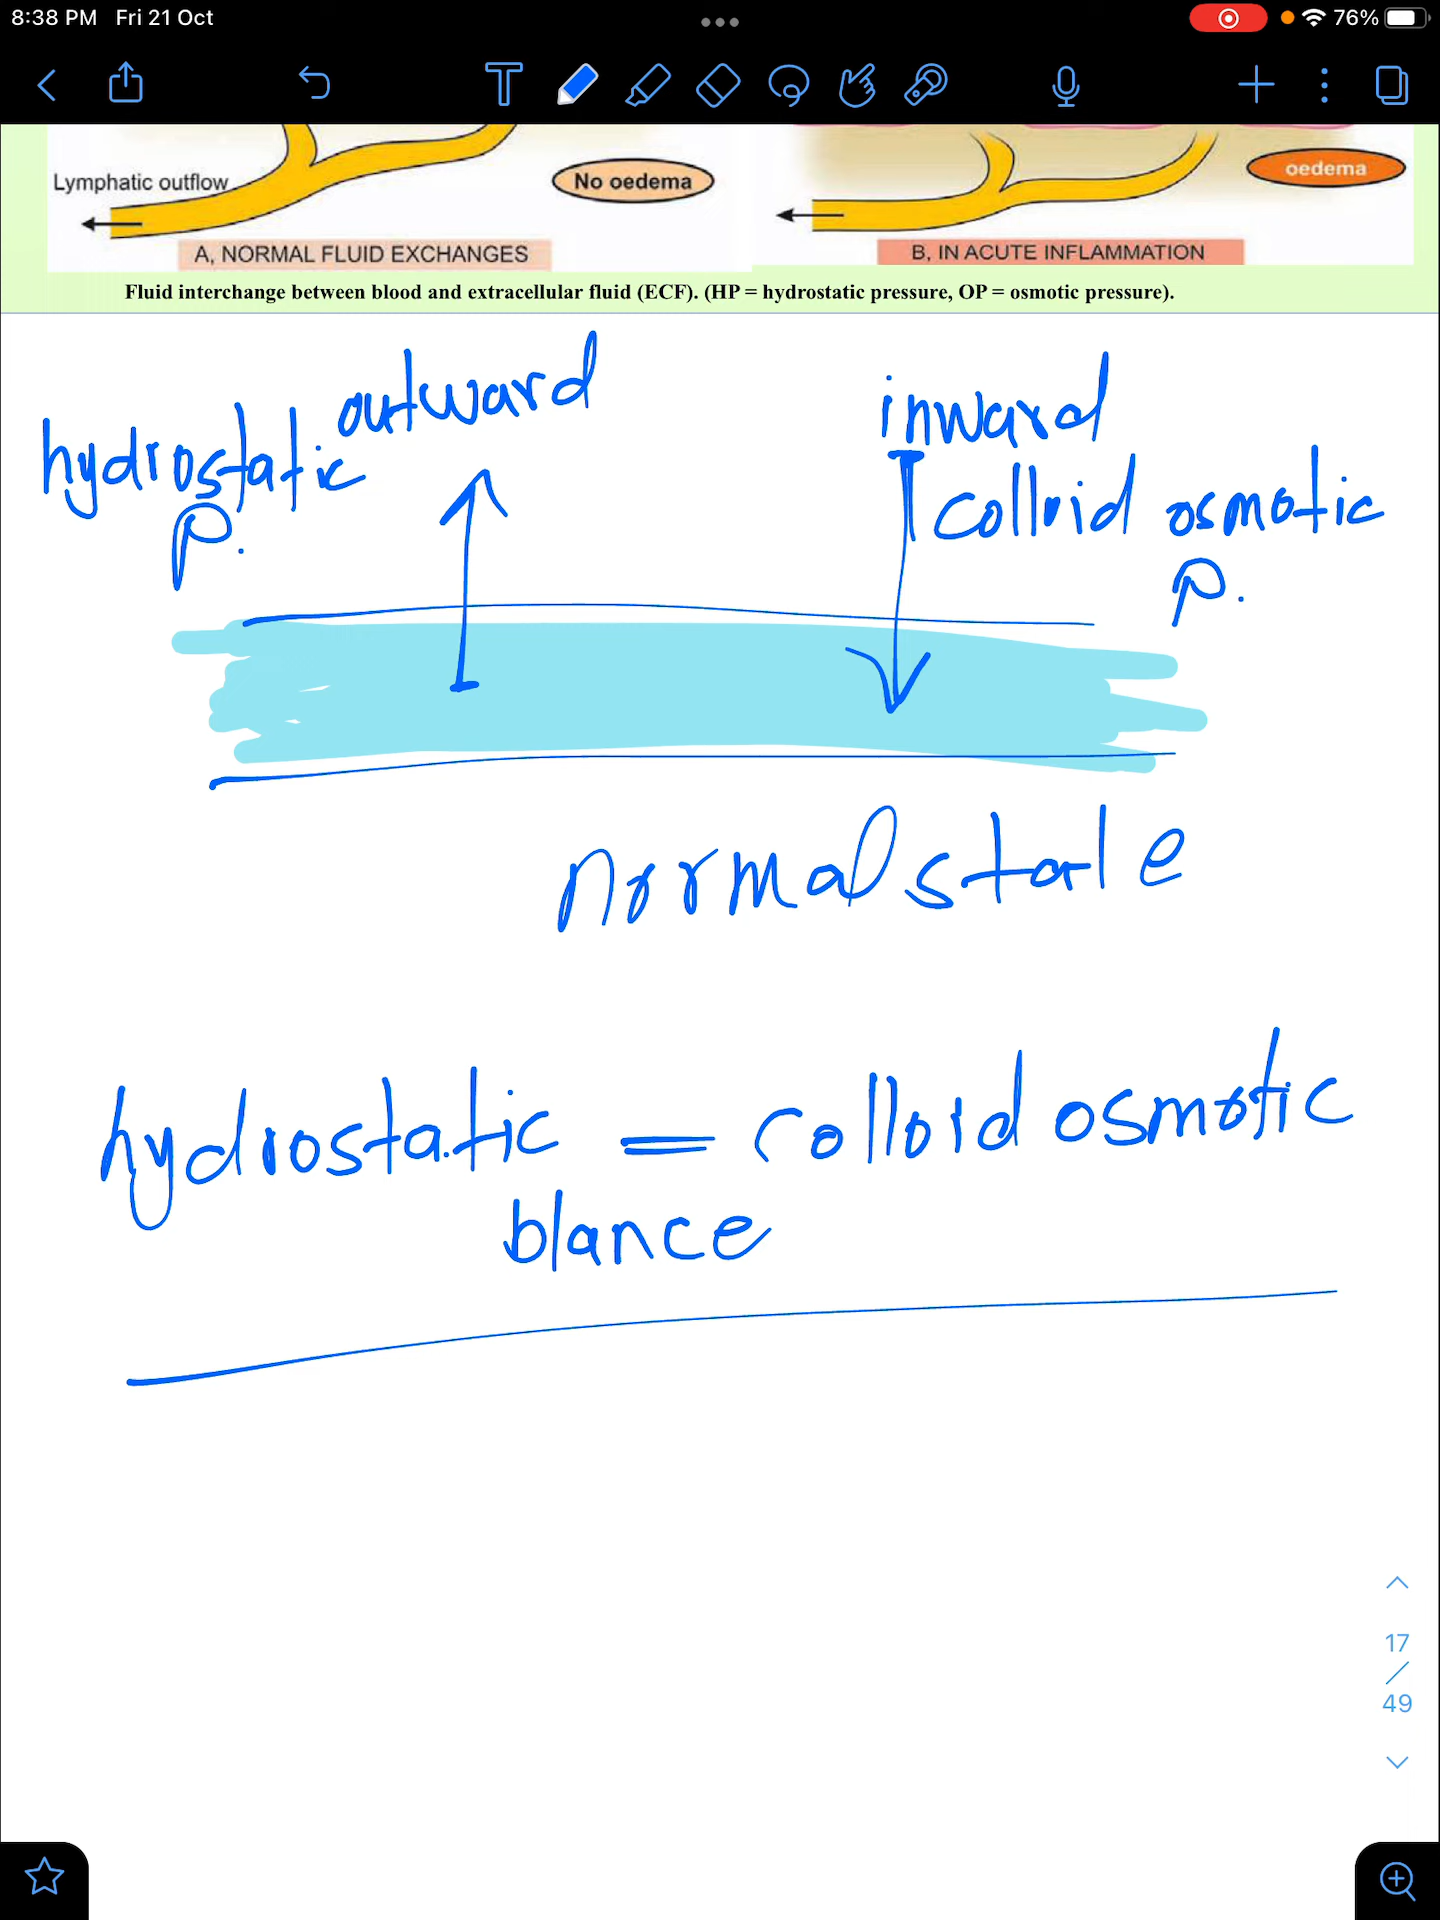 8:38 PM Fri 21 Oct
76%
Lymphatic outflow
No oedema
oedema
A, NORMAL FLUID EXCHANGES
B, IN ACUTE INFLAMMATION
Fluid interchange between blood and extracellular fluid (ECF). (HP = hydrostatic pressure, OP = osmotic pressure).
outward
inward
hydrostatic
P.
colloid osmotic
P.
normal state
hydrostatic = colloid osmotic
blance
17
/
49